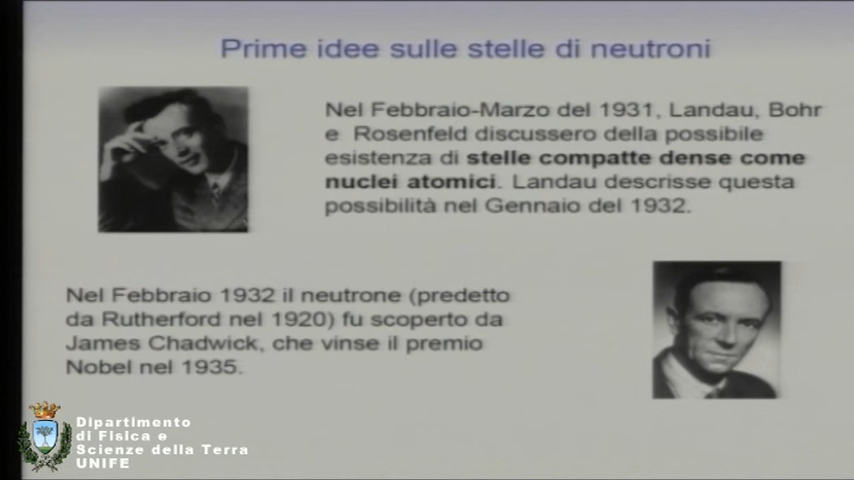 Prime idee sulle stelle di neutroni
Nel Febbraio-Marzo del 1931, Landau, Bohr
e Rosenfeld discussero della possibile
esistenza di stelle compatte dense come
nuclei atomici. Landau descrisse questa
possibilità nel Gennaio del 1932.
Nel Febbraio 1932 il neutrone (predetto
da Rutherford nel 1920) fu scoperto da
James Chadwick, che vinse il premio
Nobel nel 1935.
Dipartimento
di Fisica e
Scienze della Terra
UNIFE